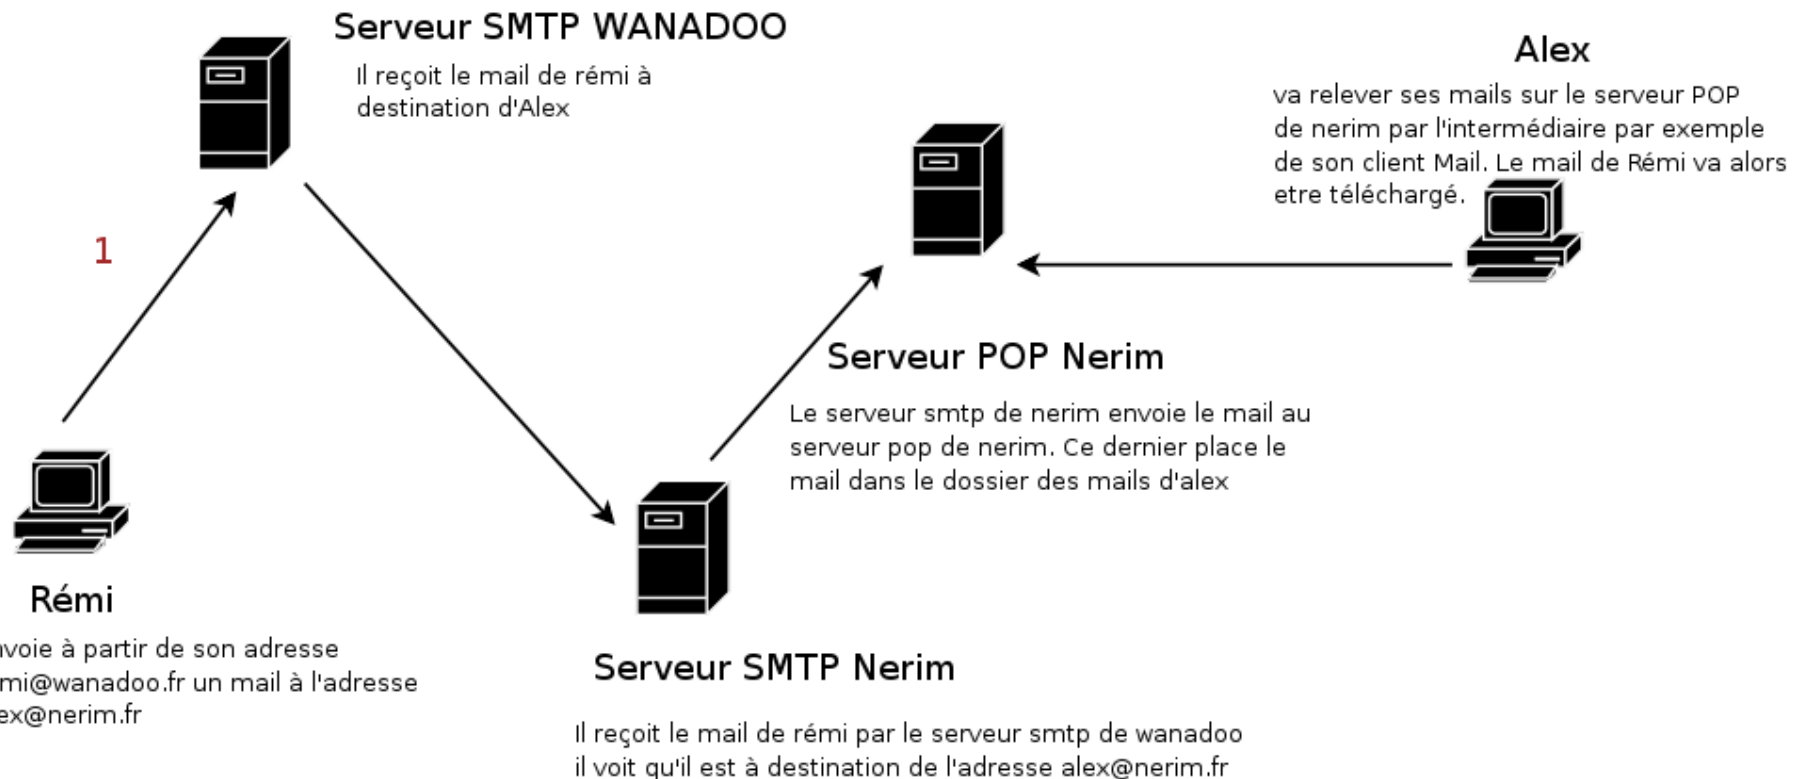 Serveur SMTP WANADOO
Il reçoit le mail de rémi à
destination d'Alex
Alex
va relever ses mails sur le serveur POP
de nerim par l'intermédiaire par exemple
de son client Mail. Le mail de Rémi va alors
etre téléchargé.
1
Serveur POP Nerim
Le serveur smtp de nerim envoie le mail au
serveur pop de nerim. Ce dernier place le
mail dans le dossier des mails d'alex
Rémi
nvoie à partir de son adresse
mi@wanadoo.fr un mail à l'adresse
ex@nerim.fr
Serveur SMTP Nerim
Il reçoit le mail de rémi par le serveur smtp de wanadoo
il voit qu'il est à destination de l'adresse alex@nerim.fr